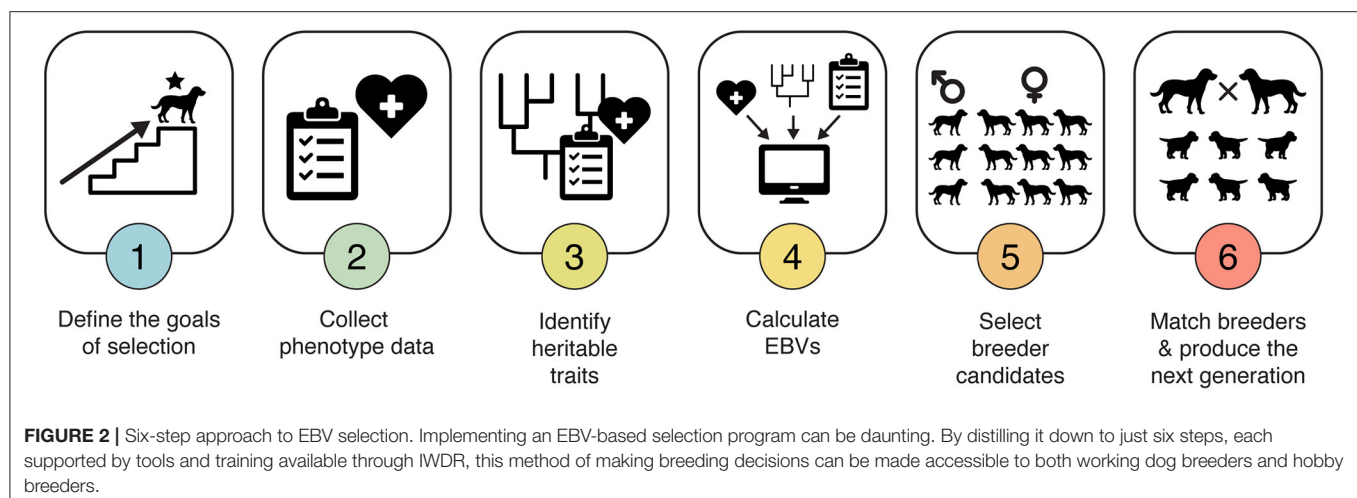 1
2
3
4
5
6
Define the goals
of selection
Collect
phenotype data
Identify
heritable
traits
Calculate
EBVs
Select
breeder
candidates
Match breeders
& produce the
next generation
FIGURE 2 | Six-step approach to EBV selection. Implementing an EBV-based selection program can be daunting. By distilling it down to just six steps, each
supported by tools and training available through IWDR, this method of making breeding decisions can be made accessible to both working dog breeders and hobby
breeders.